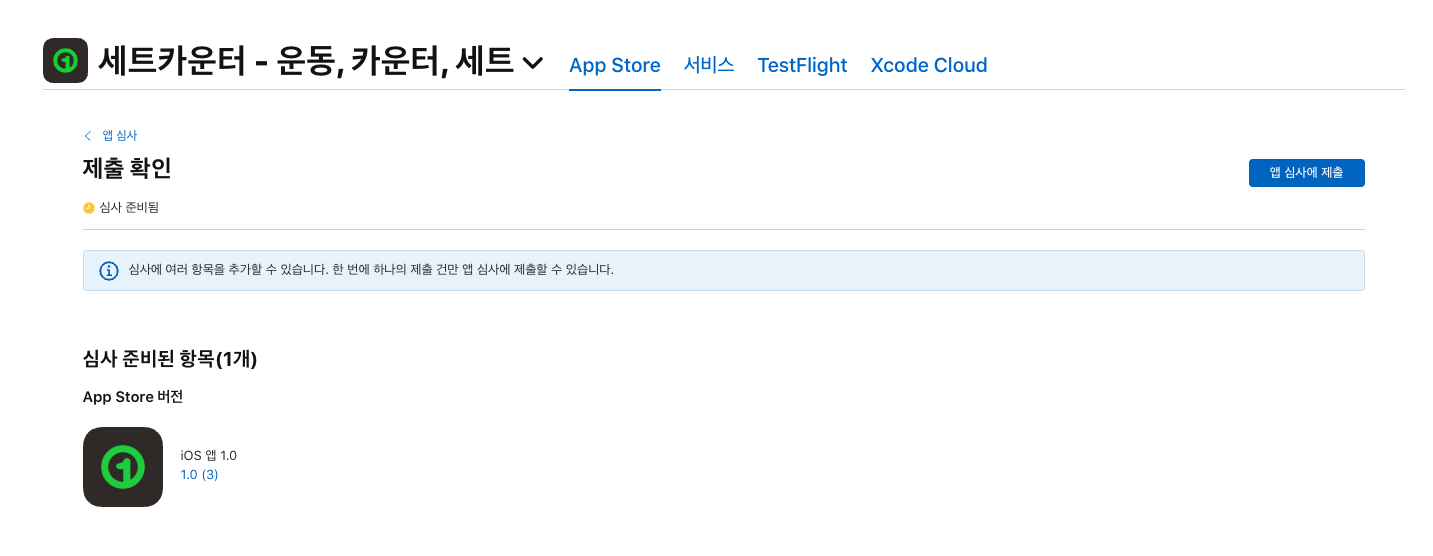 세트카운터 - 운동, 카운터, 세트
App Store 서비스 TestFlight Xcode Cloud
앱 심사
제출 확인
앱 심사에 제출
심사 준비됨
심사에 여러 항목을 추가할 수 있습니다. 한 번에 하나의 제출 건만 앱 심사에 제출할 수 있습니다.
심사 준비된 항목(1개)
App Store 버전
iOS 앱 1.0
1.0 (3)